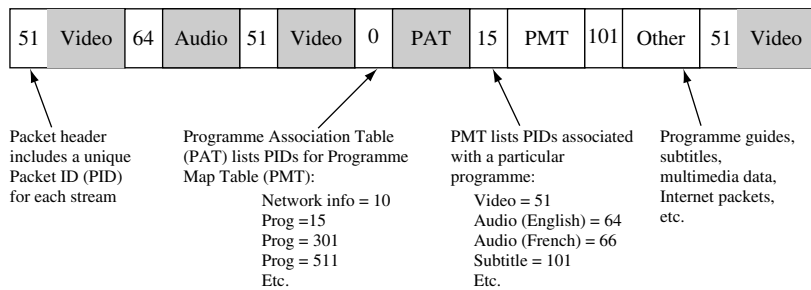 51 Video 64 Audio 51 Video 0 PAT 15 PMT 101 Other 51 Video
Packet header
includes a unique
Packet ID (PID)
for each stream
Programme Association Table
(PAT) lists PIDs for Programme
Map Table (PMT):
Network info = 10
Prog =15
Prog = 301
Prog = 511
Etc.
PMT lists PIDs associated
with a particular
programme:
Video = 51
Audio (English) = 64
Audio (French) = 66
Subtitle = 101
Etc.
Programme guides,
subtitles,
multimedia data,
Internet packets,
etc.